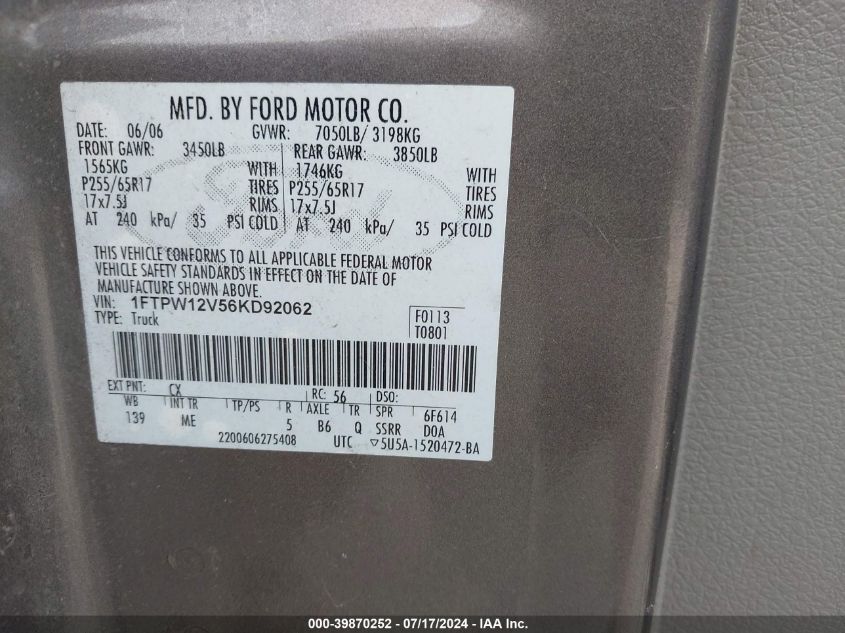 MFD. BY FORD MOTOR CO.
DATE: 06/06 GVWR: 7050LB/ 3198KG
FRONT GAWR: 3450LB REAR GAWR: 3850LB
1565KG WITH 1746KG WITH
P255/65R17 TIRES P255/65R17 TIRES
17x7.5J RIMS 17x7.5J RIMS
AT 240 kPa/ 35 PSI COLD AT 240 kPa/ 35 PSI COLD
THIS VEHICLE CONFORMS TO ALL APPLICABLE FEDERAL MOTOR
VEHICLE SAFETY STANDARDS IN EFFECT ON THE DATE OF
MANUFACTURE SHOWN ABOVE.
VIN: 1FTPW12V56KD92062 F0113
TYPE: Truck T0801
EXT PNT: CX RC: 56 DSO:
WB INT TR TP/PS R AXLE TR SPR 6F614
139 ME 5 B6 Q SSRR DOA
2200606275408 UTC ▽5U5A-1520472-BA
000-39870252 - 07/17/2024 - IAA Inc.